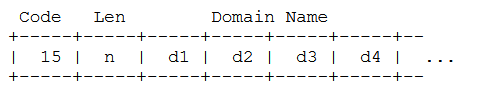 Code   Len        Domain Name
+-----+-----+-----+-----+-----+-----+--
|  15 |  n  |  d1 |  d2 |  d3 |  d4 |  ...
+-----+-----+-----+-----+-----+-----+--